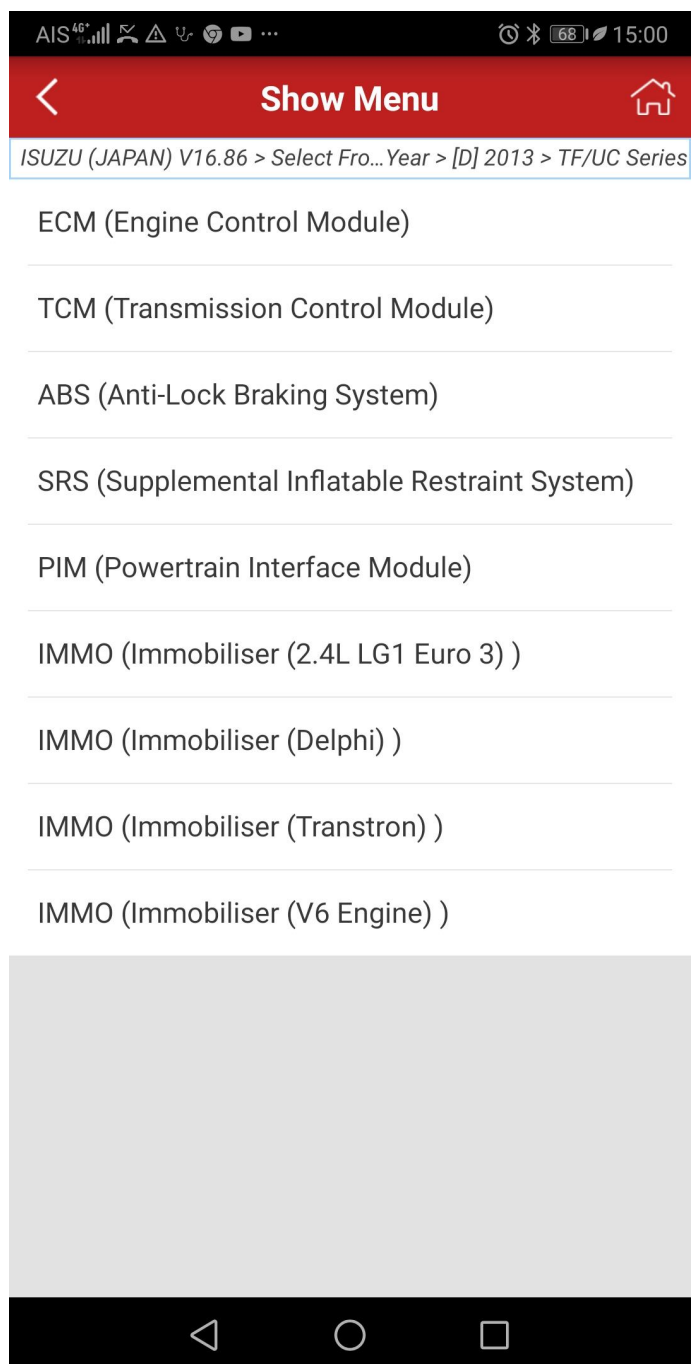 AIS 4G+ 68 15:00
Show Menu
ISUZU (JAPAN) V16.86 > Select Fro...Year > [D] 2013 > TF/UC Series
ECM (Engine Control Module)
TCM (Transmission Control Module)
ABS (Anti-Lock Braking System)
SRS (Supplemental Inflatable Restraint System)
PIM (Powertrain Interface Module)
IMMO (Immobiliser (2.4L LG1 Euro 3) )
IMMO (Immobiliser (Delphi) )
IMMO (Immobiliser (Transtron) )
IMMO (Immobiliser (V6 Engine) )